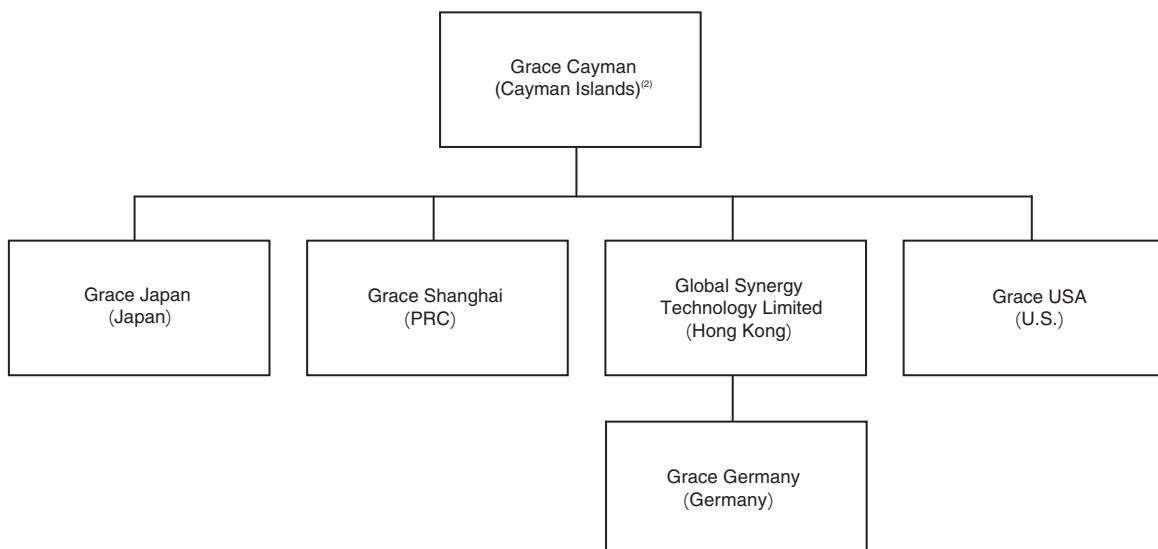 Grace Cayman
(Cayman Islands)(2)
Grace Japan
(Japan)
Grace Shanghai
(PRC)
Global Synergy
Technology Limited
(Hong Kong)
Grace USA
(U.S.)
Grace Germany
(Germany)